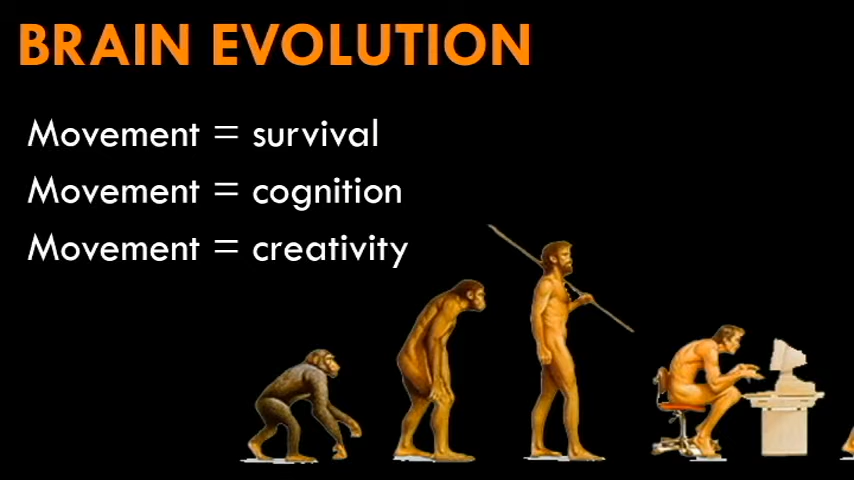 BRAIN EVOLUTION
Movement = survival
Movement = cognition
Movement = creativity